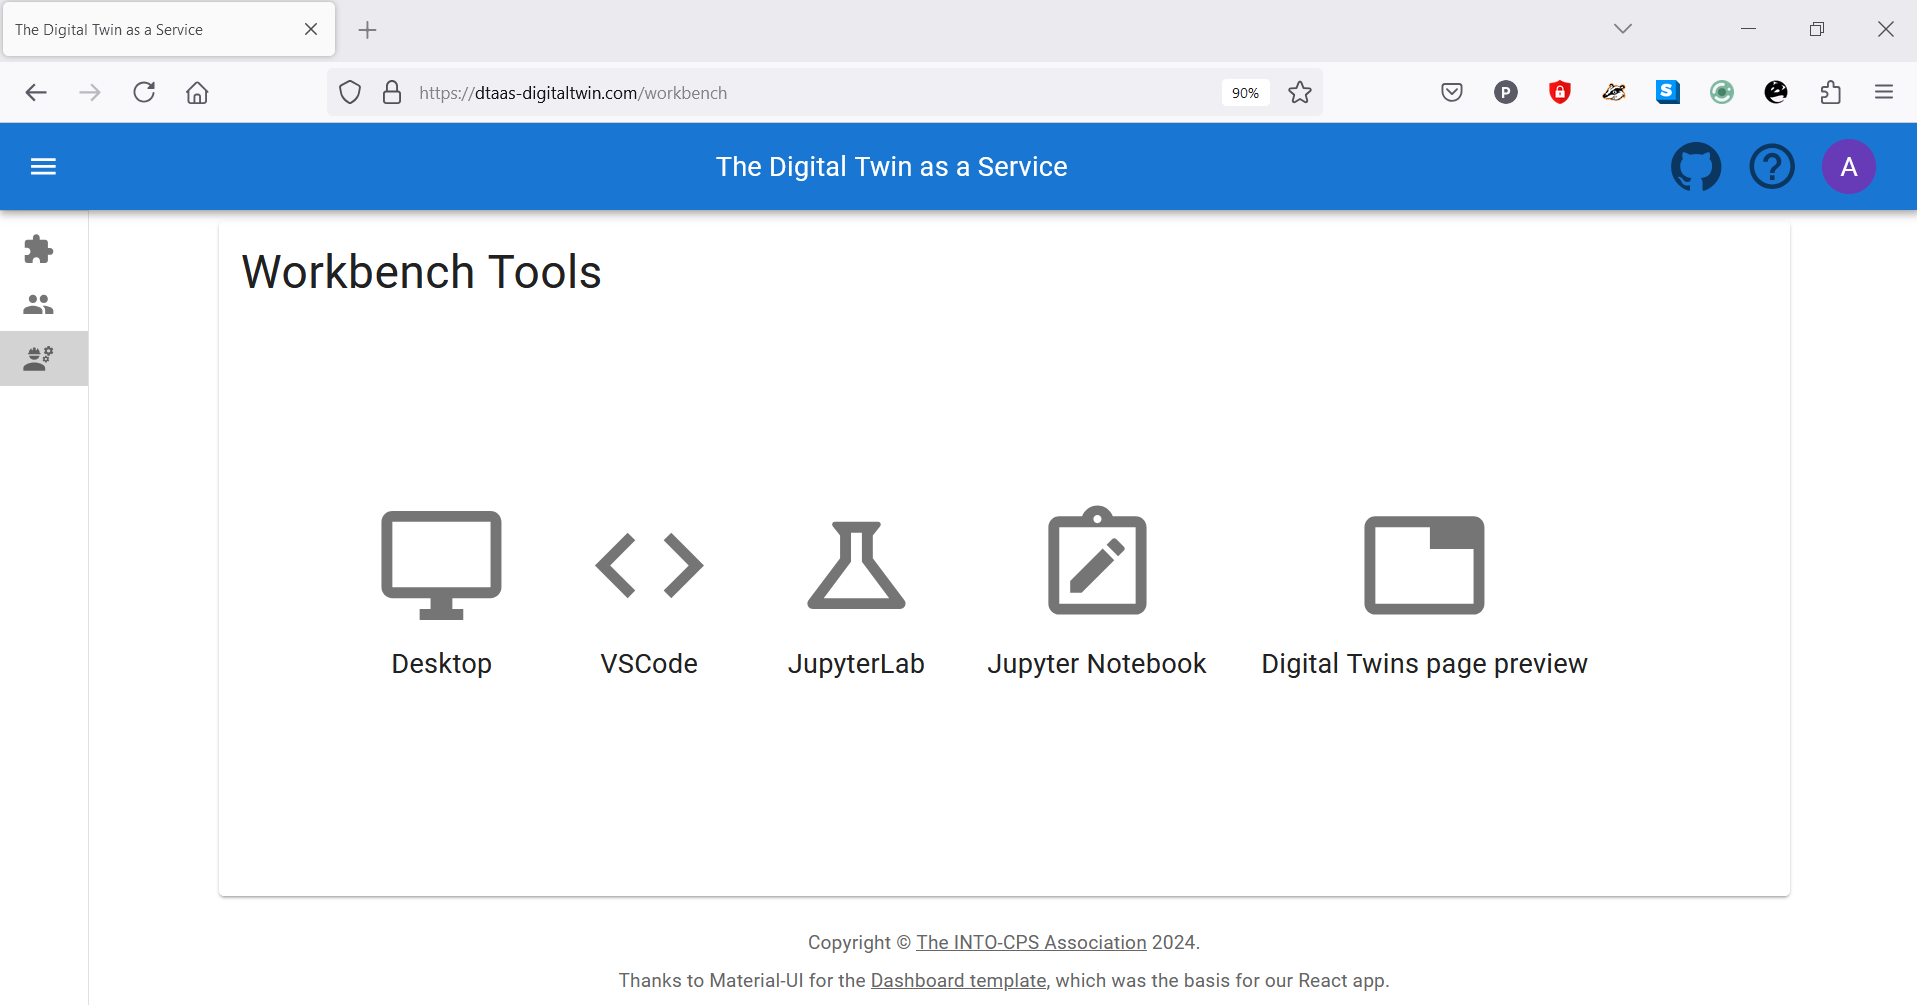 The Digital Twin as a Service
https://dtaas-digitaltwin.com/workbench
90%
P
S
The Digital Twin as a Service
A
Workbench Tools
Desktop
VSCode
JupyterLab
Jupyter Notebook
Digital Twins page preview
Copyright © The INTO-CPS Association 2024.
Thanks to Material-UI for the Dashboard template, which was the basis for our React app.